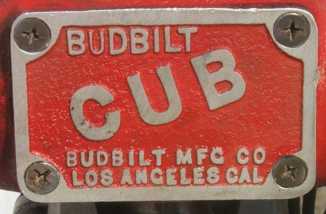 BUDBILT
CUB
BUDBILT MFG CO
LOS ANGELES CAL